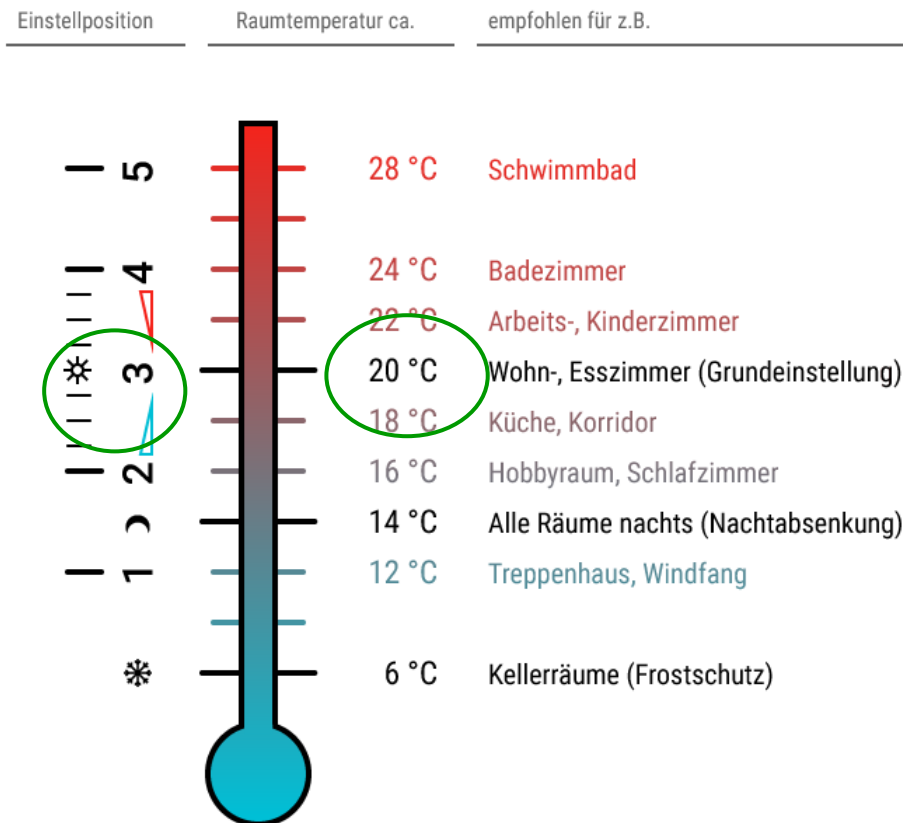 Einstellposition Raumtemperatur ca. empfohlen für z.B.
5 28 °C Schwimmbad
4 24 °C Badezimmer
22 °C Arbeits-, Kinderzimmer
3 20 °C Wohn-, Esszimmer (Grundeinstellung)
18 °C Küche, Korridor
2 16 °C Hobbyraum, Schlafzimmer
14 °C Alle Räume nachts (Nachtabsenkung)
1 12 °C Treppenhaus, Windfang
6 °C Kellerräume (Frostschutz)